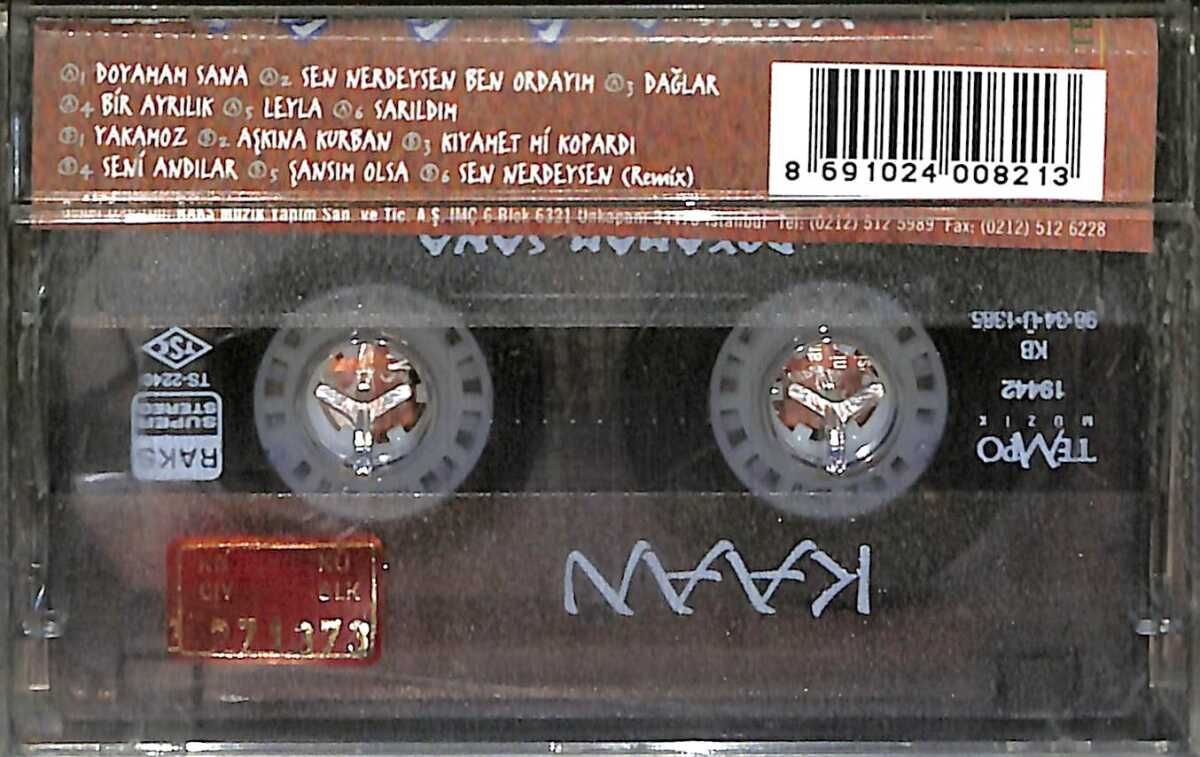 A1 DOYAMAM SANA A2 SEN NERDEYSEN BEN ORDAYIM A3 DAĞLAR
A4 BİR AYRILIK A5 LEYLA A6 SARILDIM
B1 YAKAMOZ B2 AŞKINA KURBAN B3 KIYAMET Mİ KOPARDI
B4 SENİ ANDILAR B5 ŞANSIM OLSA B6 SEN NERDEYSEN (Remix)
8 691024 008213
RAKS Müzik Yapım San. ve Tic. A.Ş. İMÇ 6.Blok 6321 Unkapanı İstanbul Tel: (0212) 512 5989 Fax: (0212) 512 6228
DOYAMAM SANA
98·34·Ü·1385
KB
19442
TEMPO
MÜZİK
TSE
TS-2240
SUPER
STEREO
RAKS
KAAN
271373